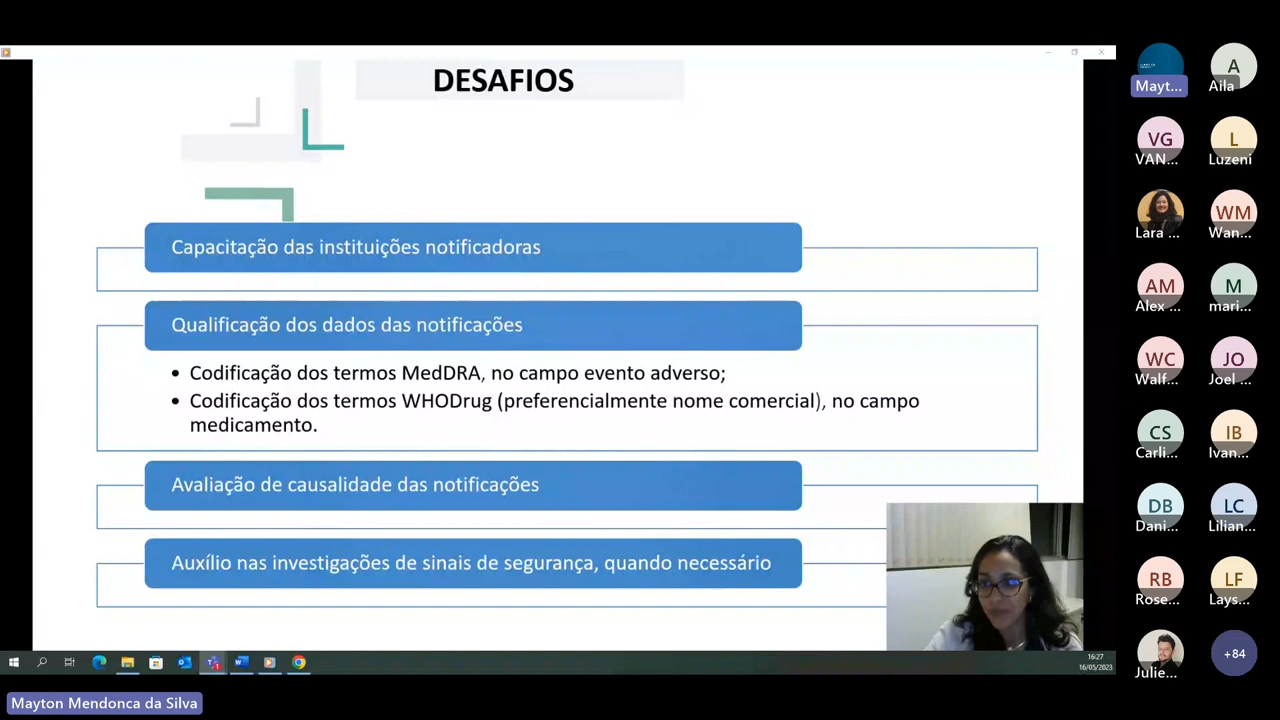 DESAFIOS
Capacitação das instituições notificadoras
Qualificação dos dados das notificações
• Codificação dos termos MedDRA, no campo evento adverso;
• Codificação dos termos WHODrug (preferencialmente nome comercial), no campo
medicamento.
Avaliação de causalidade das notificações
Auxílio nas investigações de sinais de segurança, quando necessário
16:27
16/05/2023
Mayton Mendonca da Silva
Mayt...
A
Aila
VG
VAN...
L
Luzeni
Lara ...
WM
Wan...
AM
Alex ...
M
mari...
WC
Walf...
JO
Joel ...
CS
Carli...
IB
Ivan...
DB
Dani...
LC
Lilian...
RB
Rose...
LF
Lays...
Julie...
+84